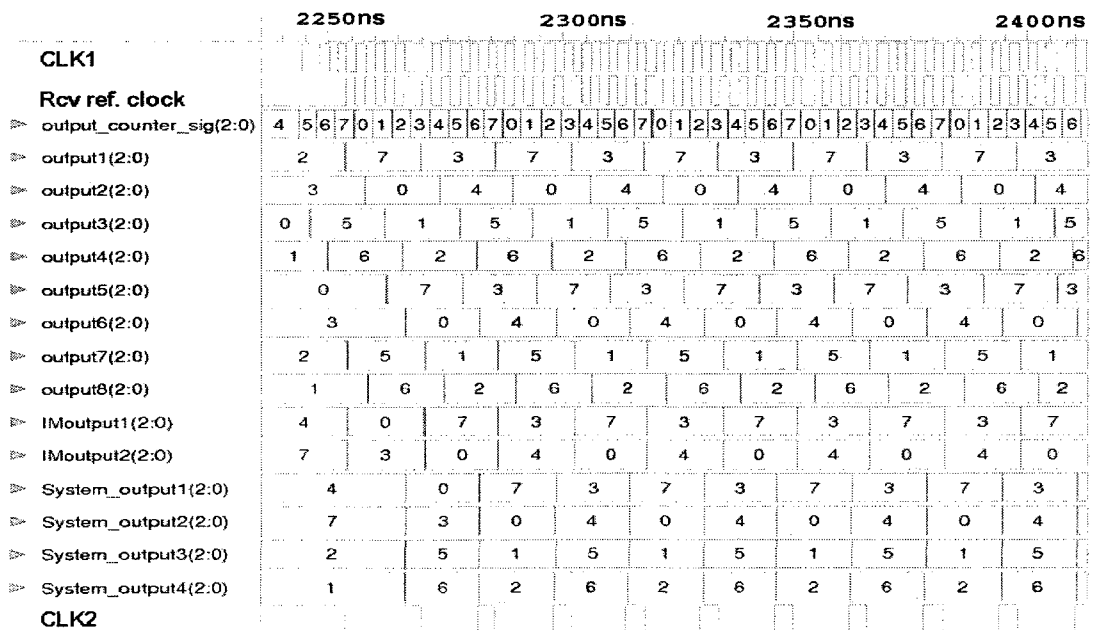 2250ns 2300ns 2350ns 2400ns
CLK1
Rcv ref. clock
output_counter_sig(2:0) 4 5 6 7 0 1 2 3 4 5 6 7 0 1 2 3 4 5 6 7 0 1 2 3 4 5 6 7 0 1 2 3 4 5 6 7 0 1 2 3 4 5 6
output1(2:0) 2 7 3 7 3 7 3 7 3 7 3
output2(2:0) 3 0 4 0 4 0 4 0 4 0 4
output3(2:0) 0 5 1 5 1 5 1 5 1 5 1 5
output4(2:0) 1 6 2 6 2 6 2 6 2 6 2 6
output5(2:0) 0 7 3 7 3 7 3 7 3 7 3
output6(2:0) 3 0 4 0 4 0 4 0 4 0
output7(2:0) 2 5 1 5 1 5 1 5 1 5 1
output8(2:0) 1 6 2 6 2 6 2 6 2 6 2
IMoutput1(2:0) 4 0 7 3 7 3 7 3 7 3 7
IMoutput2(2:0) 7 3 0 4 0 4 0 4 0 4 0
System_output1(2:0) 4 0 7 3 7 3 7 3 7 3
System_output2(2:0) 7 3 0 4 0 4 0 4 0 4
System_output3(2:0) 2 5 1 5 1 5 1 5 1 5
System_output4(2:0) 1 6 2 6 2 6 2 6 2 6
CLK2